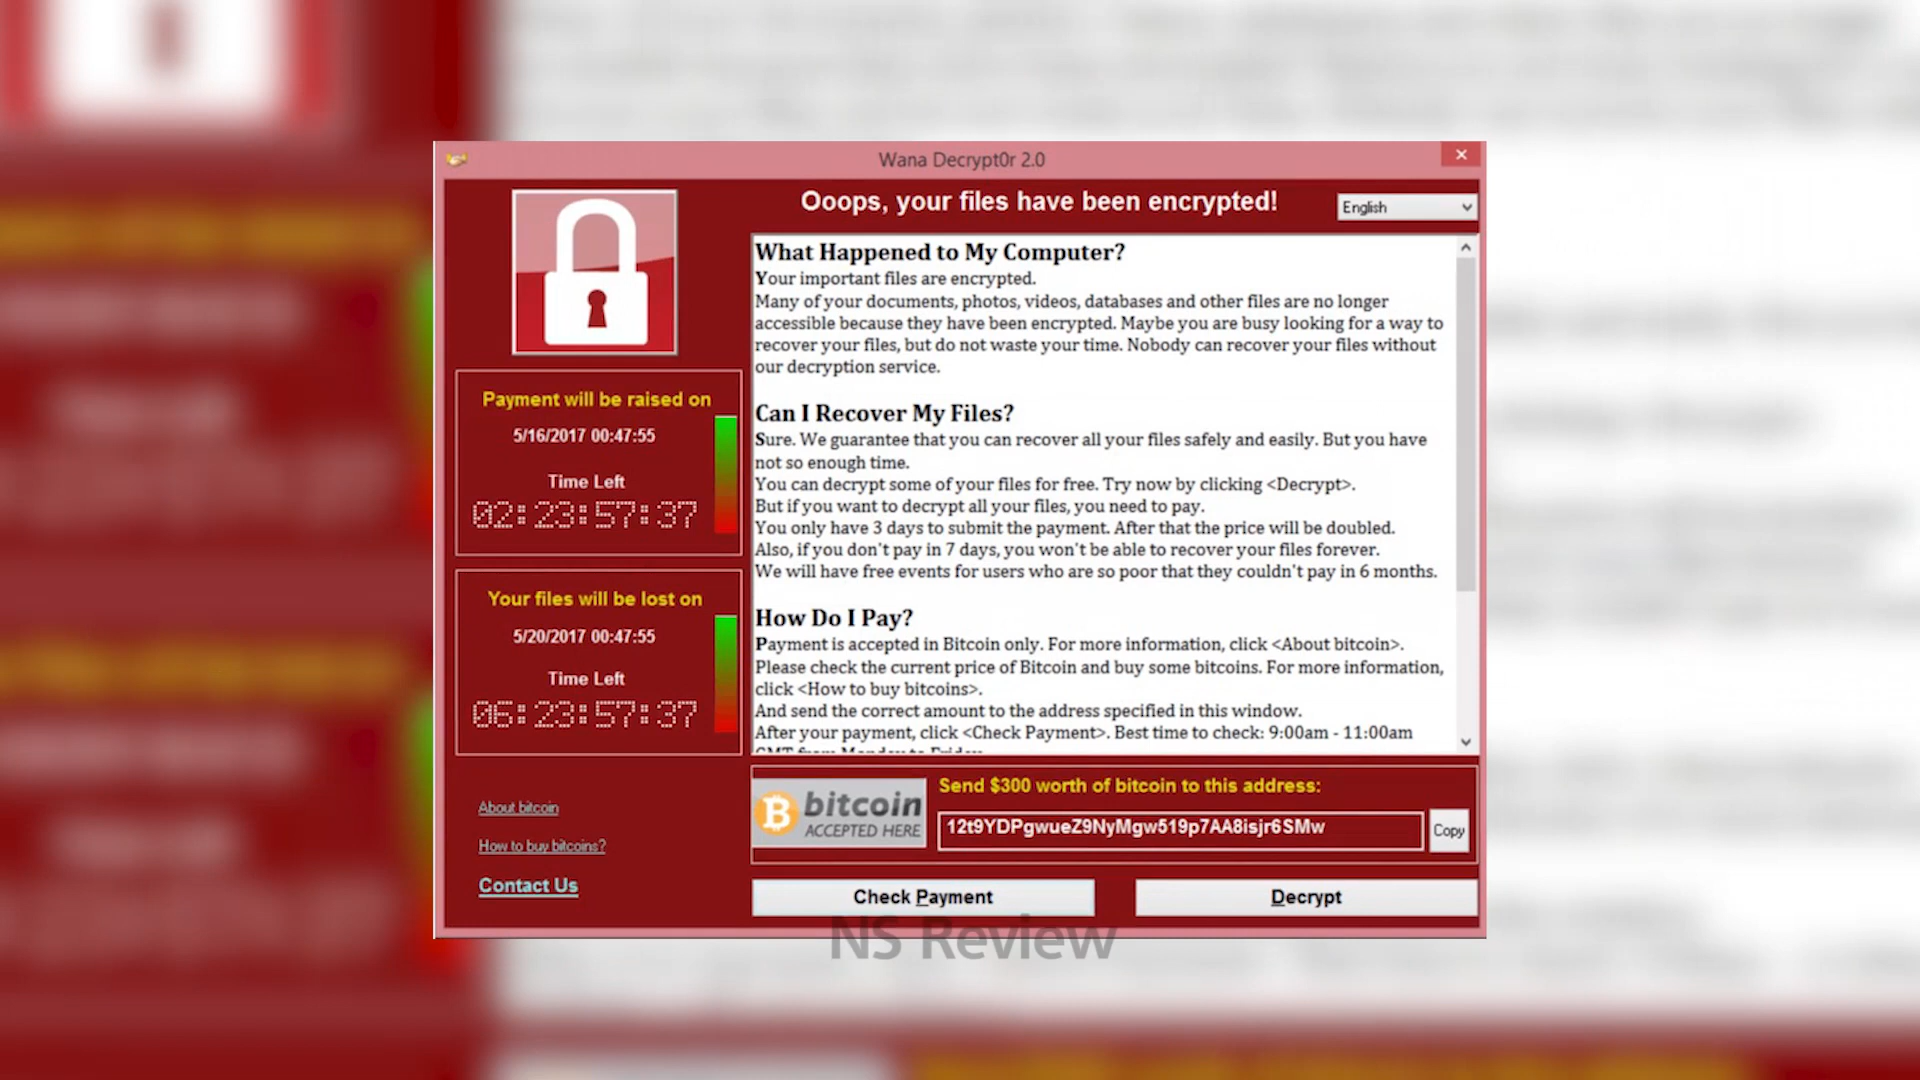 Wana Decrypt0r 2.0
Ooops, your files have been encrypted!
English
Payment will be raised on
5/16/2017 00:47:55
Time Left
02:23:57:37
Your files will be lost on
5/20/2017 00:47:55
Time Left
06:23:57:37
About bitcoin
How to buy bitcoins?
Contact Us
What Happened to My Computer?
Your important files are encrypted.
Many of your documents, photos, videos, databases and other files are no longer
accessible because they have been encrypted. Maybe you are busy looking for a way to
recover your files, but do not waste your time. Nobody can recover your files without
our decryption service.
Can I Recover My Files?
Sure. We guarantee that you can recover all your files safely and easily. But you have
not so enough time.
You can decrypt some of your files for free. Try now by clicking <Decrypt>.
But if you want to decrypt all your files, you need to pay.
You only have 3 days to submit the payment. After that the price will be doubled.
Also, if you don't pay in 7 days, you won't be able to recover your files forever.
We will have free events for users who are so poor that they couldn't pay in 6 months.
How Do I Pay?
Payment is accepted in Bitcoin only. For more information, click <About bitcoin>.
Please check the current price of Bitcoin and buy some bitcoins. For more information,
click <How to buy bitcoins>.
And send the correct amount to the address specified in this window.
After your payment, click <Check Payment>. Best time to check: 9:00am - 11:00am
GMT from Monday to Friday.
bitcoin
ACCEPTED HERE
Send $300 worth of bitcoin to this address:
12t9YDPgwueZ9NyMgw519p7AA8isjr6SMw
Copy
Check Payment
Decrypt
NS Review